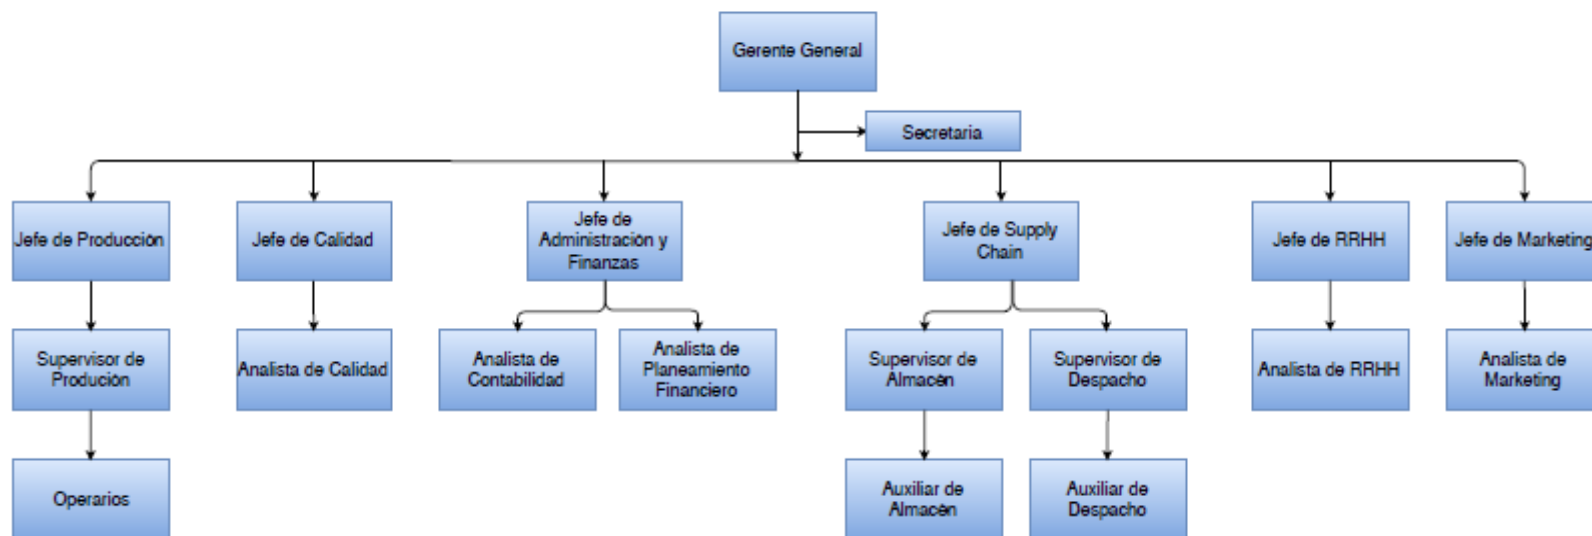 Gerente General
Secretaria
Jefe de Producción
Jefe de Calidad
Jefe de
Administración y
Finanzas
Jefe de Supply
Chain
Jefe de RRHH
Jefe de Marketing
Supervisor de
Produción
Analista de Calidad
Analista de
Contabilidad
Analista de
Planeamiento
Financiero
Supervisor de
Almacén
Supervisor de
Despacho
Analista de RRHH
Analista de
Marketing
Operarios
Auxiliar de
Almacén
Auxiliar de
Despacho